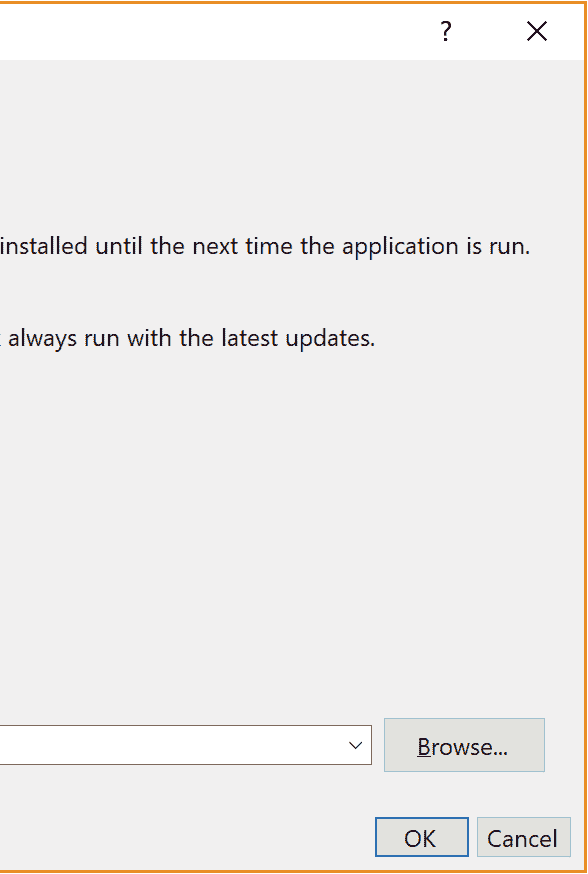 ?
installed until the next time the application is run.
always run with the latest updates.
Browse...
OK Cancel